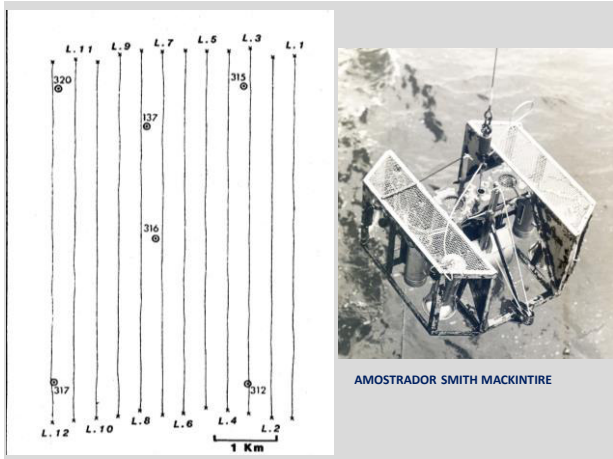 L.11 L.9 L.7 L.5 L.3 L.1
320 315
137
316
317 312
L.12 L.10 L.8 L.6 L.4 L.2
1 Km
AMOSTRADOR SMITH MACKINTIRE